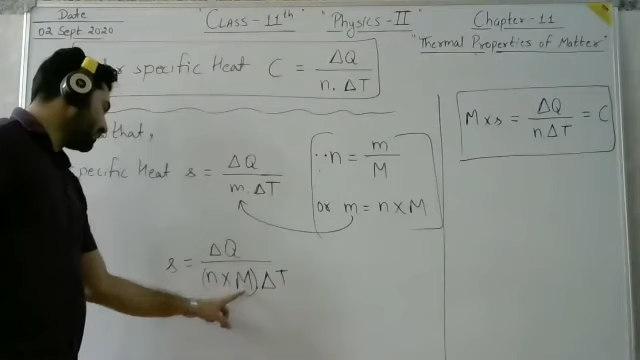 Date
02 Sept 2020
"Class-11th" "Physics-II"
Chapter-11
"Thermal Properties of Matter"
specific Heat C = ΔQ / n. ΔT
that,
specific Heat s = ΔQ / m. ΔT
∵ n = m / M
or m = n × M
s = ΔQ / (n × M). ΔT
M × s = ΔQ / n ΔT = C